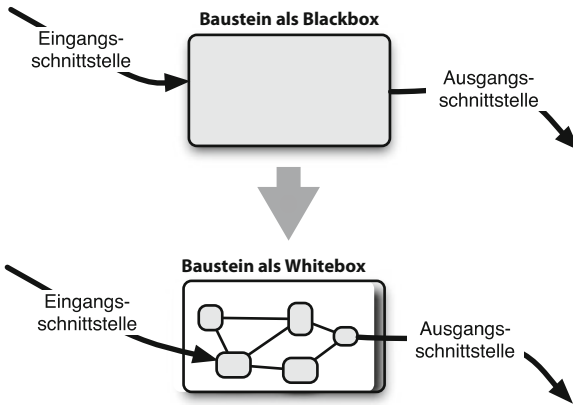 Baustein als Blackbox
Eingangs-
schnittstelle
Ausgangs-
schnittstelle
Baustein als Whitebox
Eingangs-
schnittstelle
Ausgangs-
schnittstelle